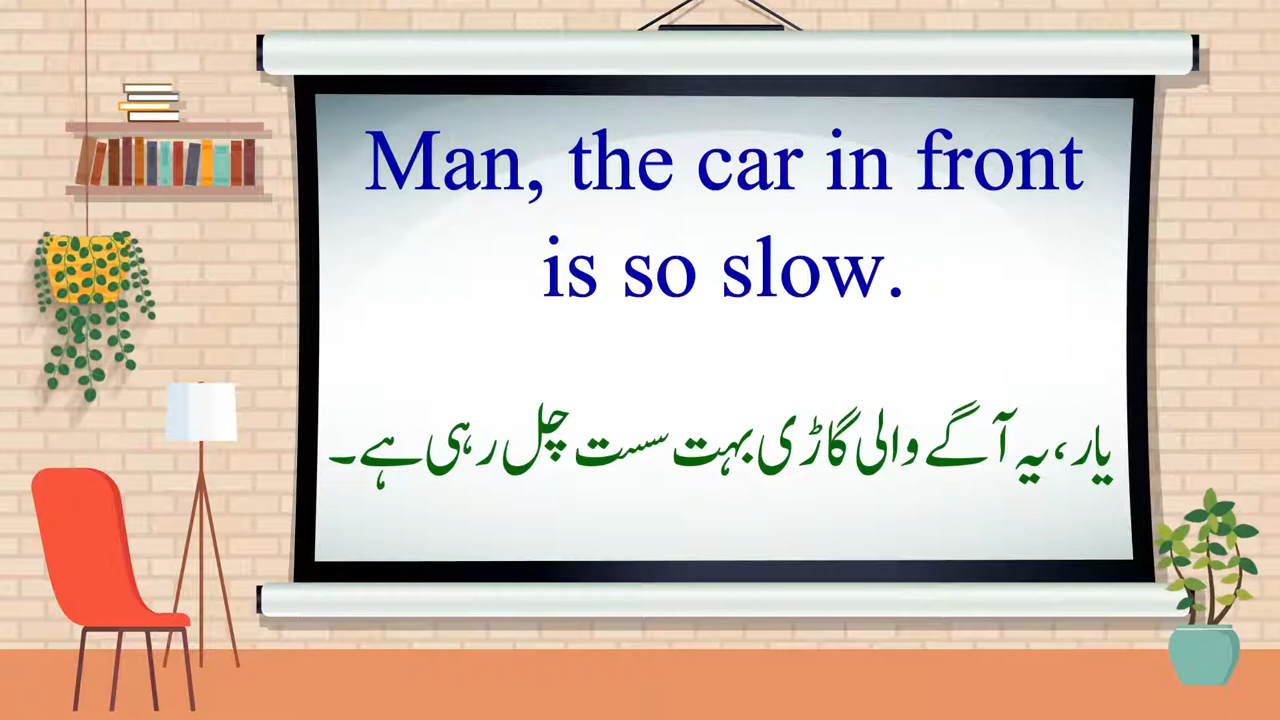 Man, the car in front
is so slow.
یار، یہ آگے والی گاڑی بہت سست چل رہی ہے۔